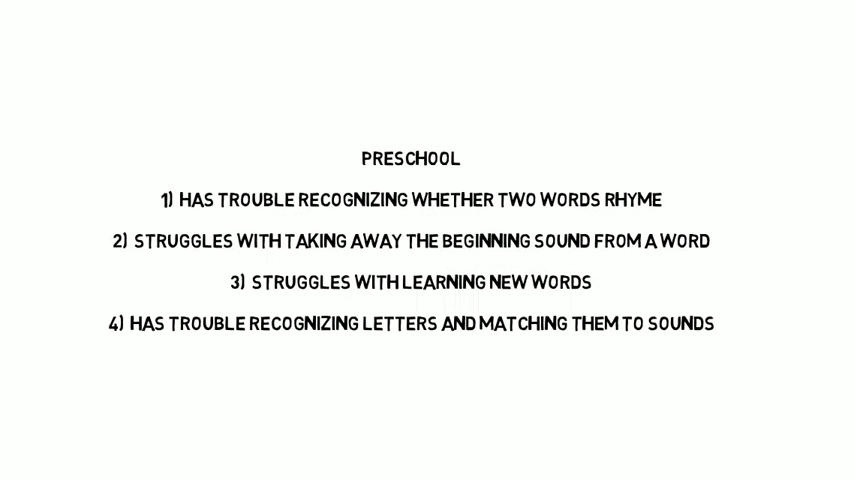 PRESCHOOL
1) HAS TROUBLE RECOGNIZING WHETHER TWO WORDS RHYME
2) STRUGGLES WITH TAKING AWAY THE BEGINNING SOUND FROM A WORD
3) STRUGGLES WITH LEARNING NEW WORDS
4) HAS TROUBLE RECOGNIZING LETTERS AND MATCHING THEM TO SOUNDS